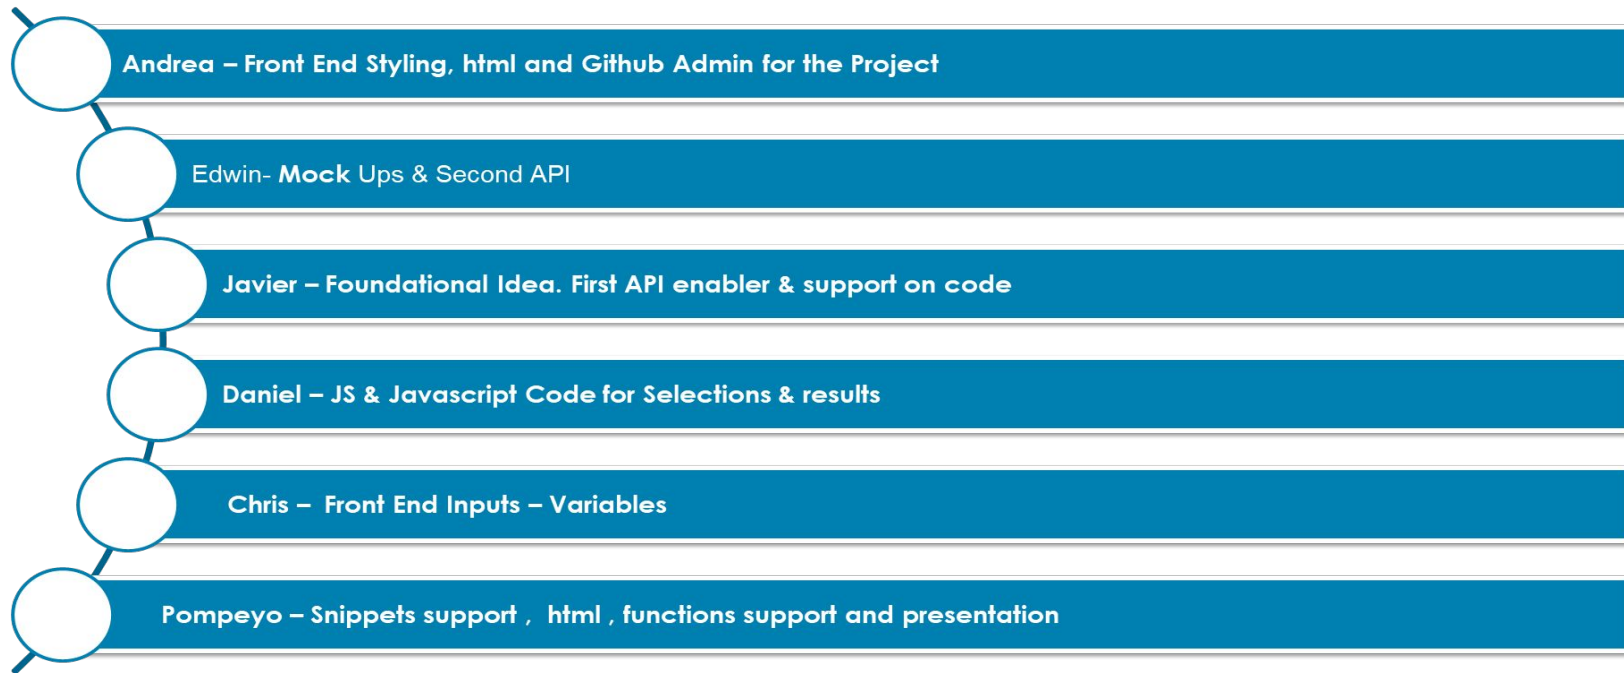 Andrea – Front End Styling, html and Github Admin for the Project
Edwin- Mock Ups & Second API
Javier – Foundational Idea. First API enabler & support on code
Daniel – JS & Javascript Code for Selections & results
Chris –  Front End Inputs – Variables
Pompeyo – Snippets support ,  html , functions support and presentation